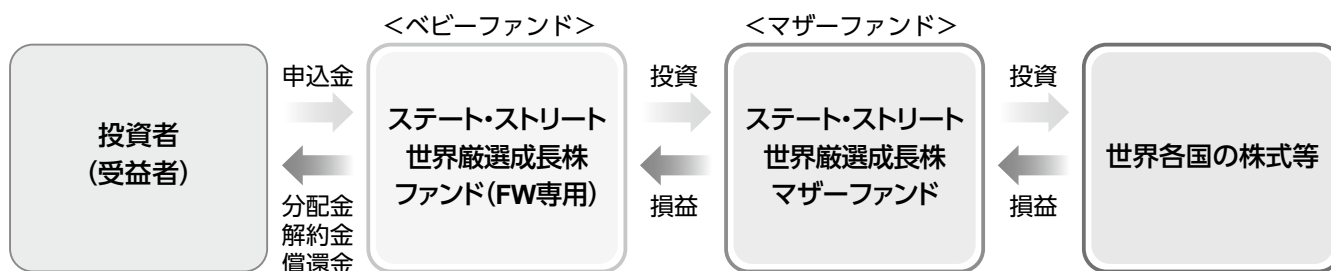 ＜ベビーファンド＞
＜マザーファンド＞
投資者
（受益者）
申込金
分配金
解約金
償還金
ステート・ストリート
世界厳選成長株
ファンド（FW専用）
投資
損益
ステート・ストリート
世界厳選成長株
マザーファンド
投資
損益
世界各国の株式等